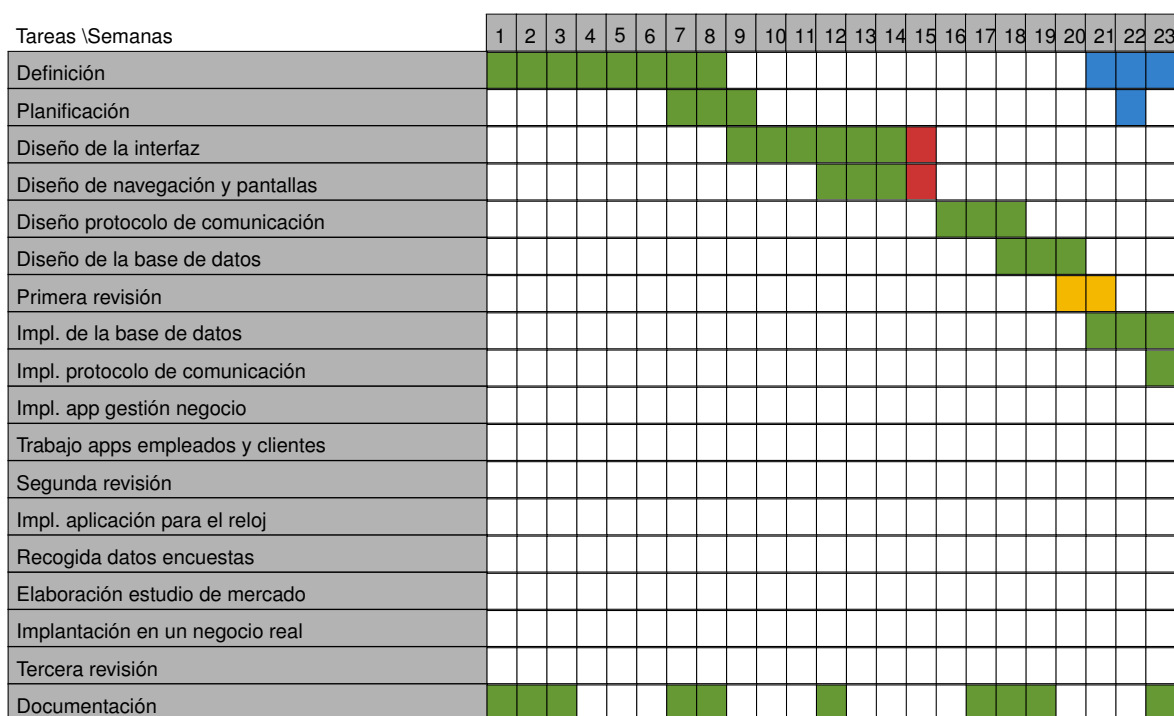 Tareas \Semanas 1 2 3 4 5 6 7 8 9 10 11 12 13 14 15 16 17 18 19 20 21 22 23
Definición
Planificación
Diseño de la interfaz
Diseño de navegación y pantallas
Diseño protocolo de comunicación
Diseño de la base de datos
Primera revisión
Impl. de la base de datos
Impl. protocolo de comunicación
Impl. app gestión negocio
Trabajo apps empleados y clientes
Segunda revisión
Impl. aplicación para el reloj
Recogida datos encuestas
Elaboración estudio de mercado
Implantación en un negocio real
Tercera revisión
Documentación